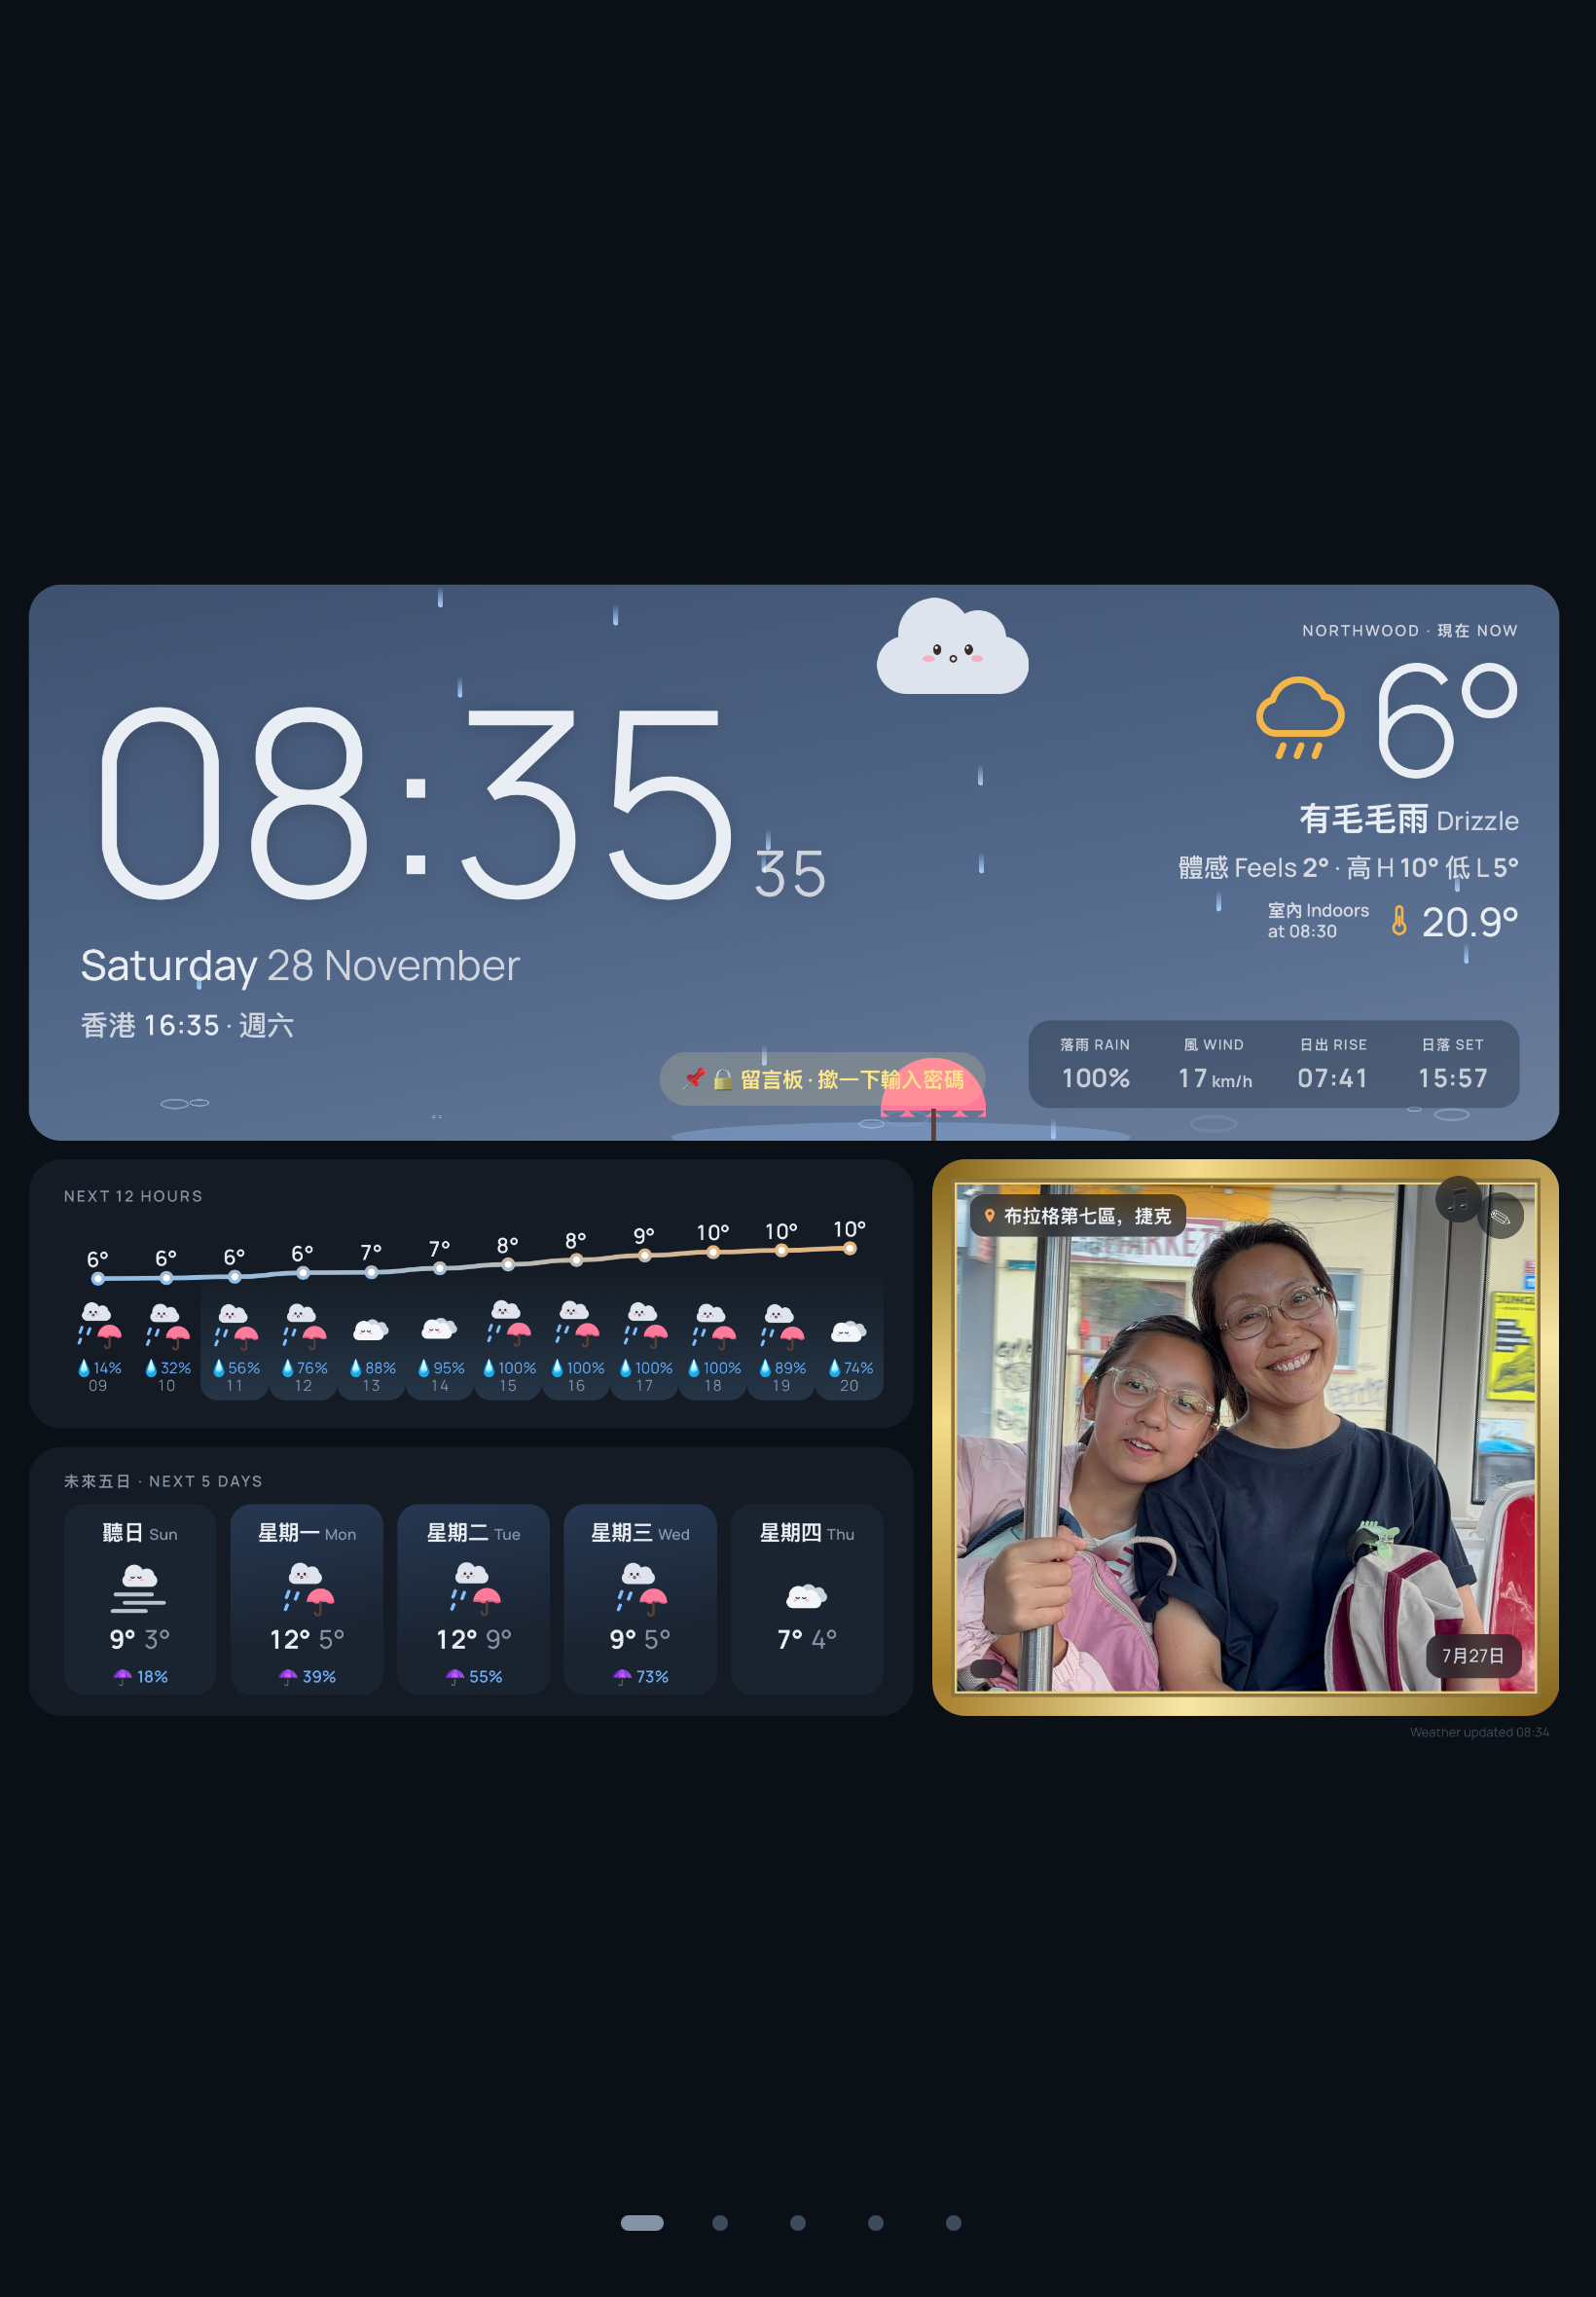 NORTHWOOD · 現在 NOW
6°
08:35
35
有毛毛雨 Drizzle
體感 Feels 2° · 高 H 10° 低 L 5°
室內 Indoors
at 08:30
20.9°
Saturday 28 November
香港 16:35 · 週六
📌 🔒 留言板 · 撳一下輸入密碼
落雨 RAIN 風 WIND 日出 RISE 日落 SET
100% 17 km/h 07:41 15:57
NEXT 12 HOURS
6° 6° 6° 6° 7° 7° 8° 8° 9° 10° 10° 10°
14% 32% 56% 76% 88% 95% 100% 100% 100% 100% 89% 74%
09 10 11 12 13 14 15 16 17 18 19 20
未來五日 · NEXT 5 DAYS
聽日 Sun 星期一 Mon 星期二 Tue 星期三 Wed 星期四 Thu
9° 3° 12° 5° 12° 9° 9° 5° 7° 4°
18% 39% 55% 73%
布拉格第七區，捷克
MARKET
7月27日
Weather updated 08:34